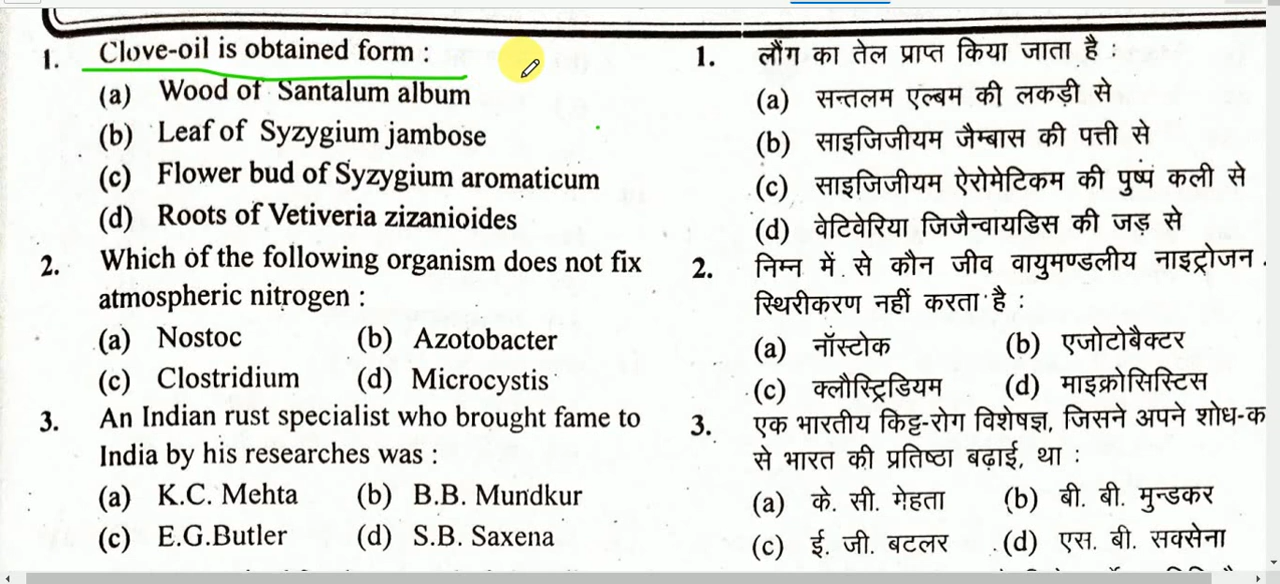 1. Clove-oil is obtained form :
(a) Wood of Santalum album
(b) Leaf of Syzygium jambose
(c) Flower bud of Syzygium aromaticum
(d) Roots of Vetiveria zizanioides
2. Which of the following organism does not fix
atmospheric nitrogen :
(a) Nostoc (b) Azotobacter
(c) Clostridium (d) Microcystis
3. An Indian rust specialist who brought fame to
India by his researches was :
(a) K.C. Mehta (b) B.B. Mundkur
(c) E.G.Butler (d) S.B. Saxena
1. लौंग का तेल प्राप्त किया जाता है :
(a) सन्तलम एल्बम की लकड़ी से
(b) साइजिजीयम जैम्बास की पत्ती से
(c) साइजिजीयम ऐरोमेटिकम की पुष्प कली से
(d) वेटिवेरिया जिजैन्वायडिस की जड़ से
2. निम्न में से कौन जीव वायुमण्डलीय नाइट्रोजन
स्थिरीकरण नहीं करता है :
(a) नॉस्टोक (b) एजोटोबैक्टर
(c) क्लौस्ट्रिडियम (d) माइक्रोसिस्टिस
3. एक भारतीय किट्ट-रोग विशेषज्ञ, जिसने अपने शोध-क
से भारत की प्रतिष्ठा बढ़ाई, था :
(a) के. सी. मेहता (b) बी. बी. मुन्डकर
(c) ई. जी. बटलर (d) एस. बी. सक्सेना